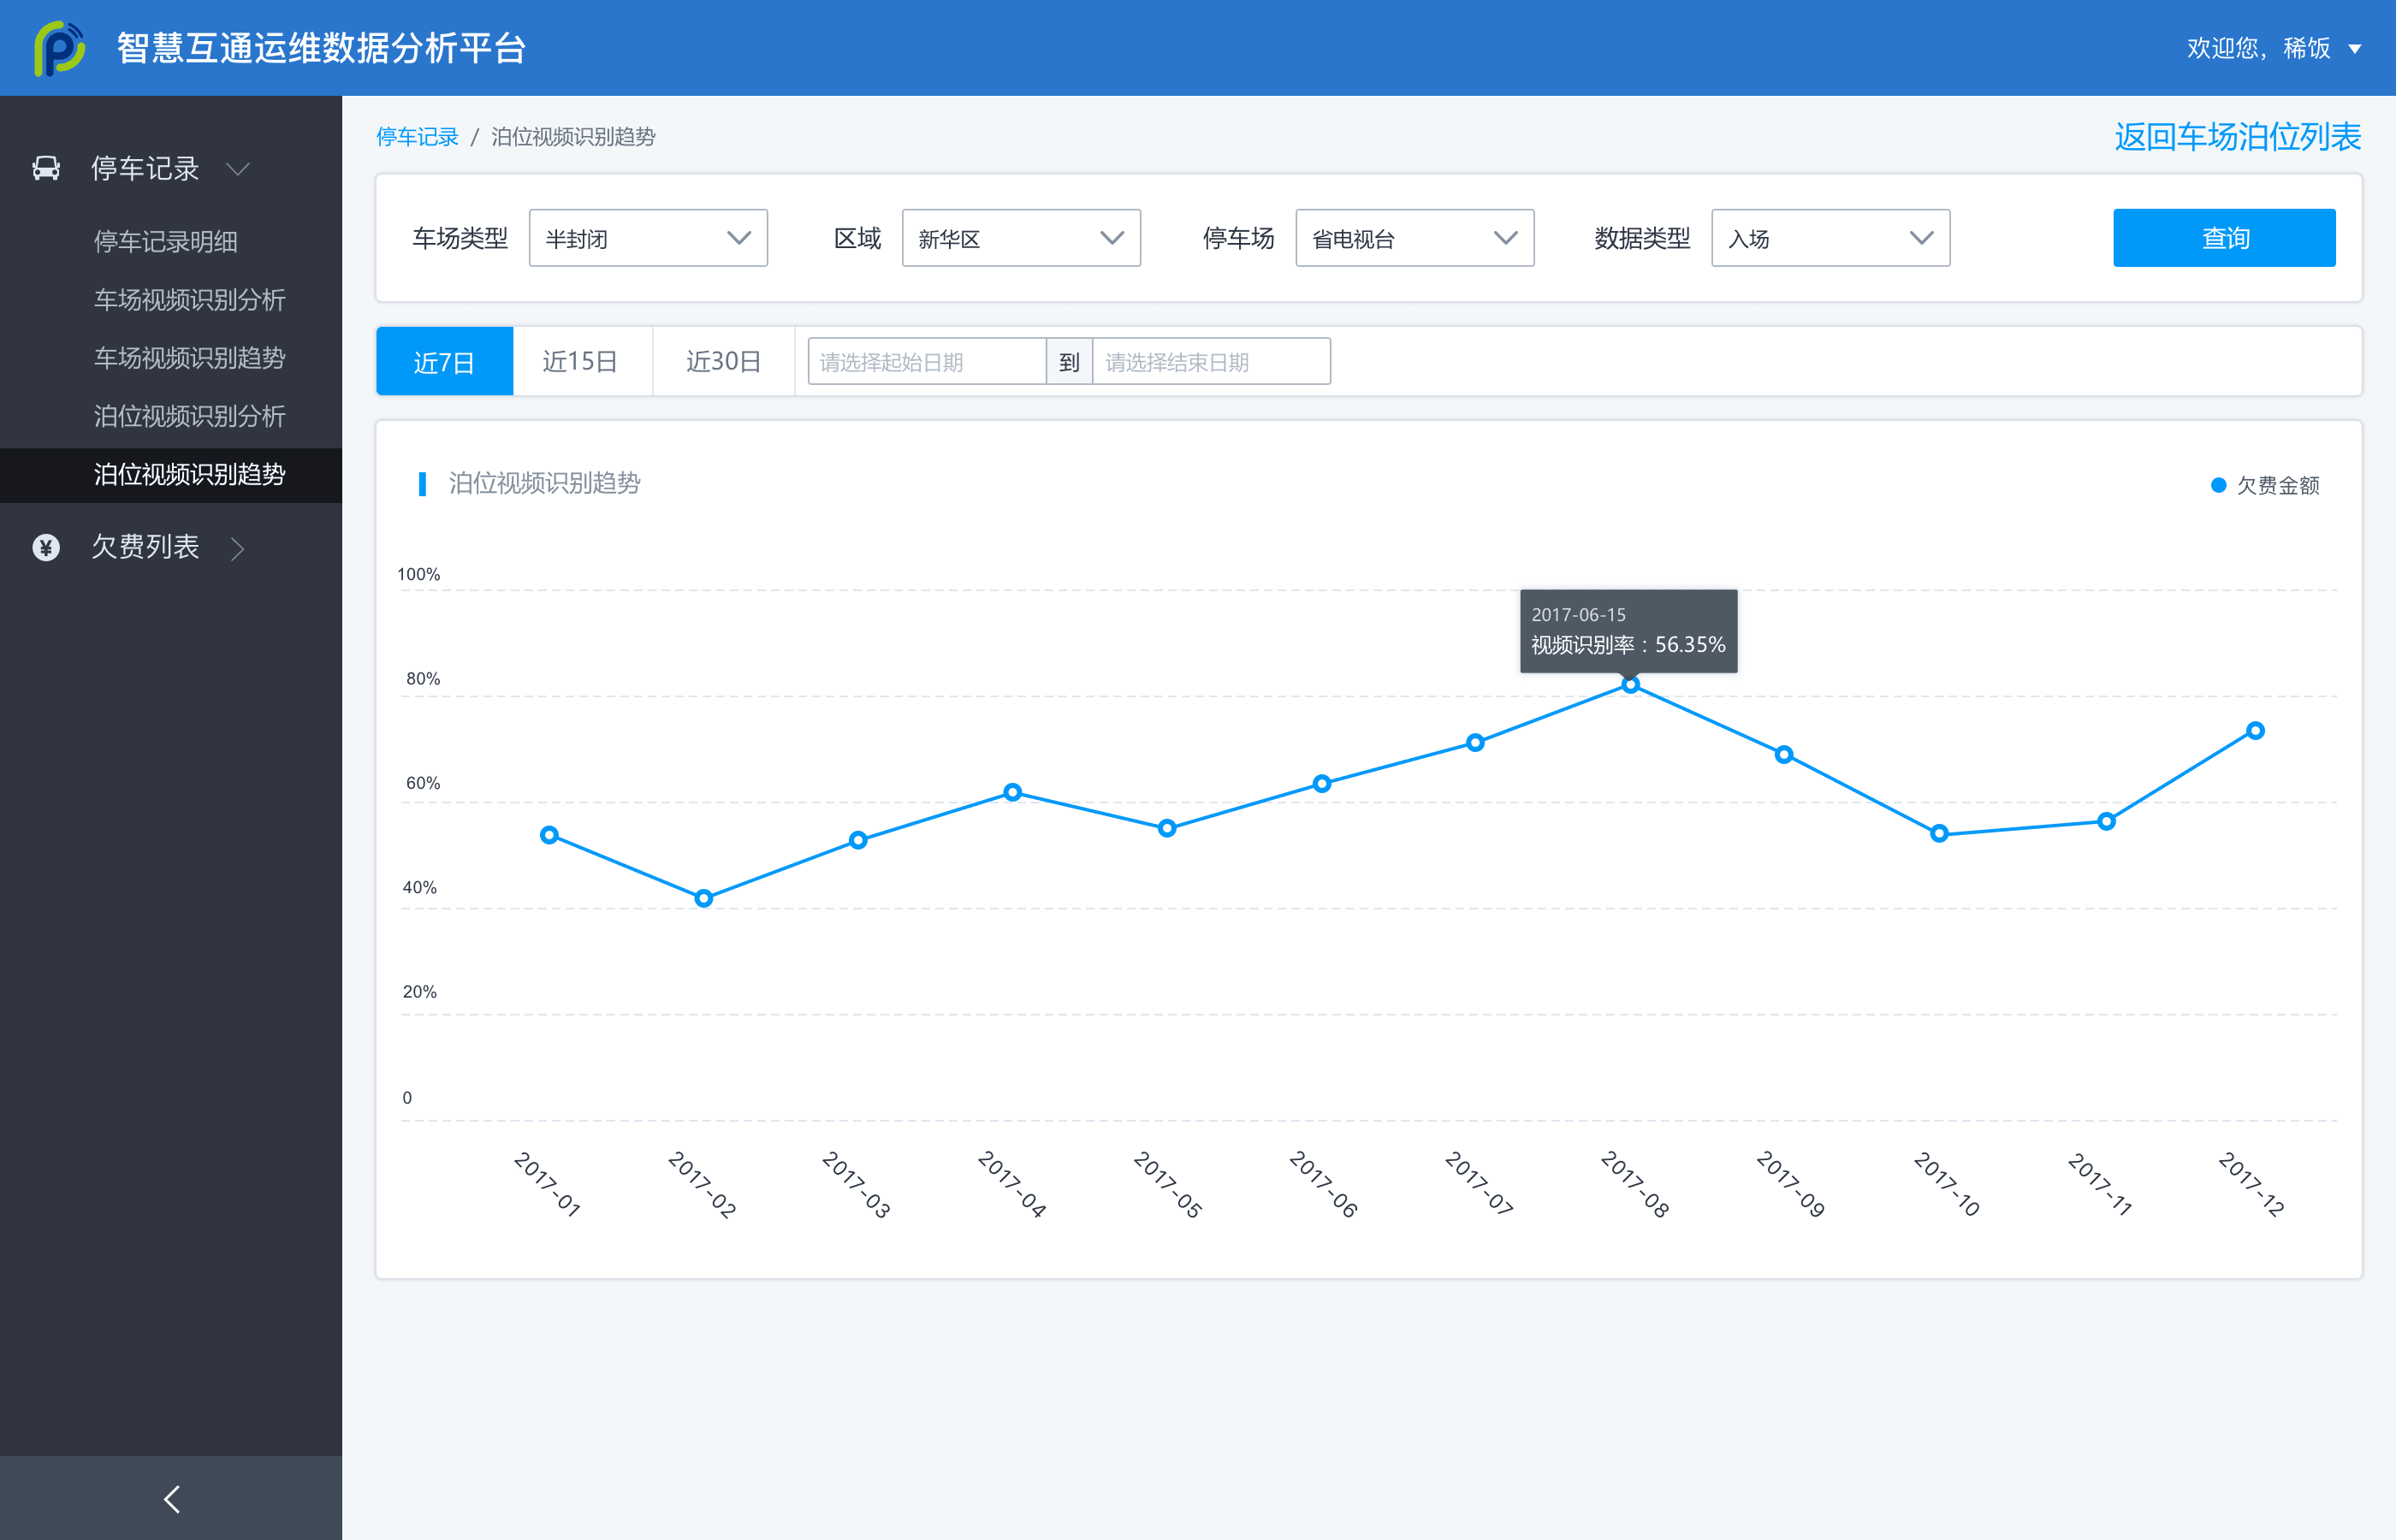 智慧互通运维数据分析平台
欢迎您，稀饭
停车记录
停车记录明细
车场视频识别分析
车场视频识别趋势
泊位视频识别分析
泊位视频识别趋势
欠费列表
停车记录 / 泊位视频识别趋势
返回车场泊位列表
车场类型 半封闭 区域 新华区 停车场 省电视台 数据类型 入场 查询
近7日 近15日 近30日 请选择起始日期 到 请选择结束日期
泊位视频识别趋势
欠费金额
100%
80%
60%
40%
20%
0
2017-06-15
视频识别率：56.35%
2017-01 2017-02 2017-03 2017-04 2017-05 2017-06 2017-07 2017-08 2017-09 2017-10 2017-11 2017-12